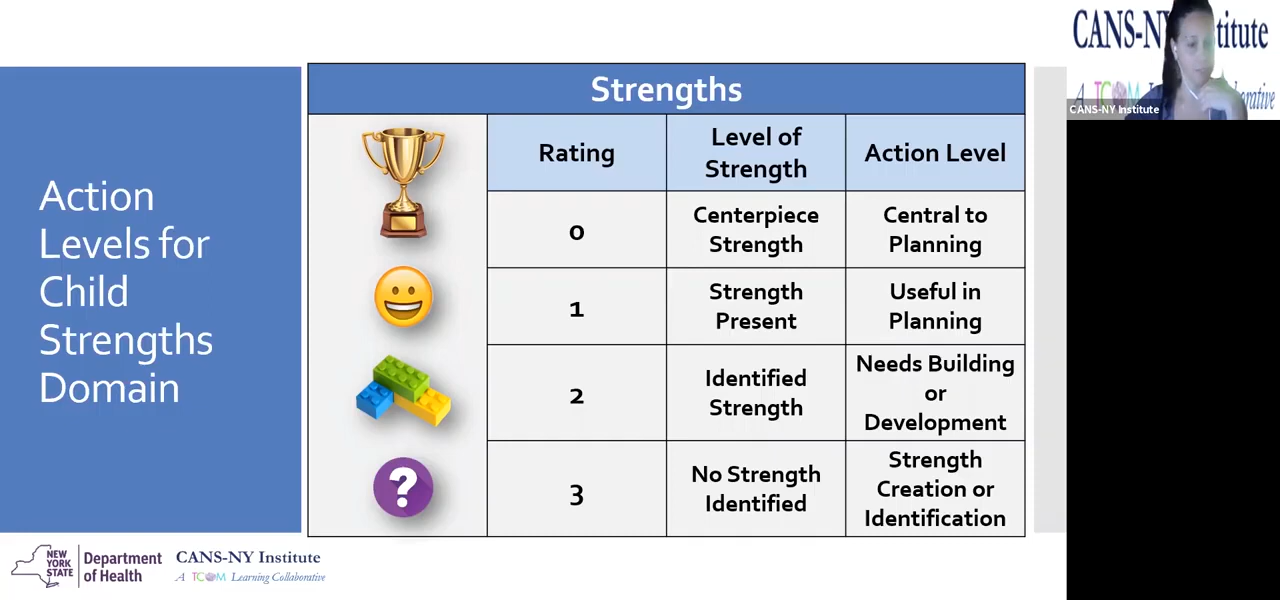 Action
Levels for
Child
Strengths
Domain
Strengths
Rating
Level of
Strength
Action Level
0
Centerpiece
Strength
Central to
Planning
1
Strength
Present
Useful in
Planning
2
Identified
Strength
Needs Building
or
Development
3
No Strength
Identified
Strength
Creation or
Identification
?
NEW
YORK
STATE
Department
of Health
CANS-NY Institute
A TCOM Learning Collaborative
CANS-NY
CANS-NY Institute